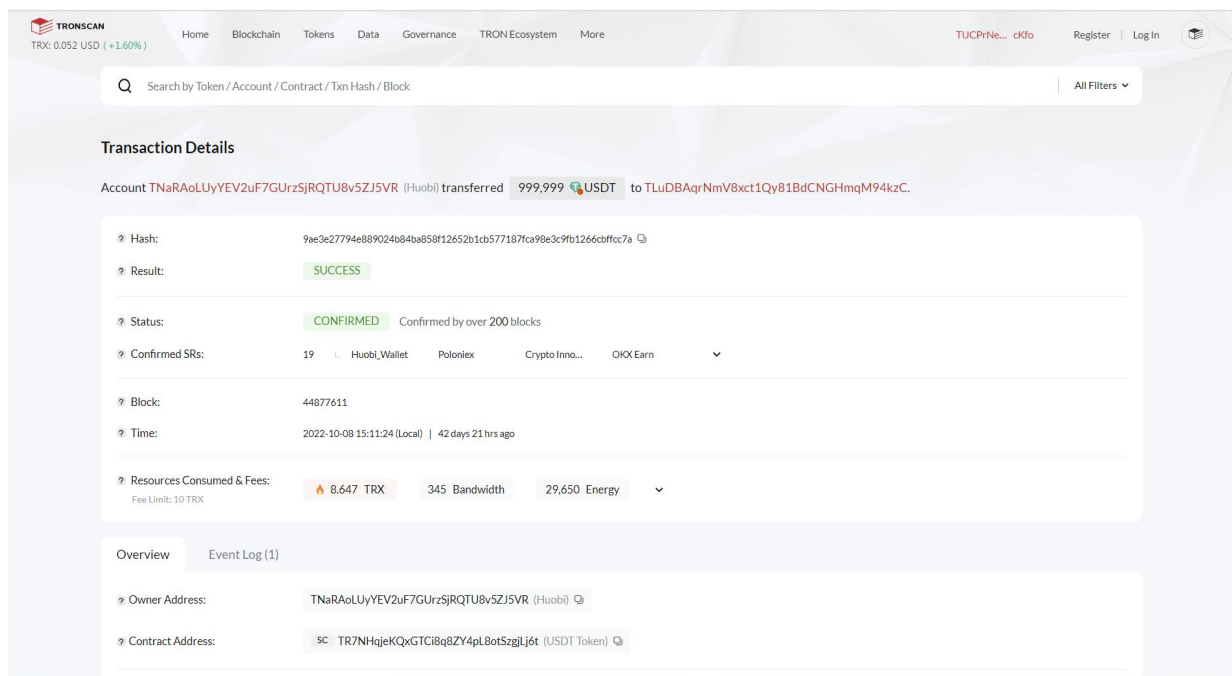 TRONSCAN
TRX: 0.052 USD ( +1.60% )
Home Blockchain Tokens Data Governance TRON Ecosystem More TUCPrNe... cKfo Register | Log In
Search by Token / Account / Contract / Txn Hash / Block All Filters
Transaction Details
Account TNaRAoLUyYEV2uF7GUrzSjRQTU8v5ZJ5VR (Huobi) transferred 999,999 USDT to TLuDBAqrNmV8xct1Qy81BdCNGHmqM94kzC.
? Hash: 9ae3e27794e889024b84ba858f12652b1cb577187fca98e3c9fb1266cbffcc7a
? Result: SUCCESS
? Status: CONFIRMED Confirmed by over 200 blocks
? Confirmed SRs: 19 Huobi_Wallet Poloniex Crypto Inno... OKX Earn
? Block: 44877611
? Time: 2022-10-08 15:11:24 (Local) | 42 days 21 hrs ago
? Resources Consumed & Fees: 8.647 TRX 345 Bandwidth 29,650 Energy
Fee Limit: 10 TRX
Overview Event Log (1)
? Owner Address: TNaRAoLUyYEV2uF7GUrzSjRQTU8v5ZJ5VR (Huobi)
? Contract Address: SC TR7NHqjeKQxGTCi8q8ZY4pL8otSzgjLj6t (USDT Token)